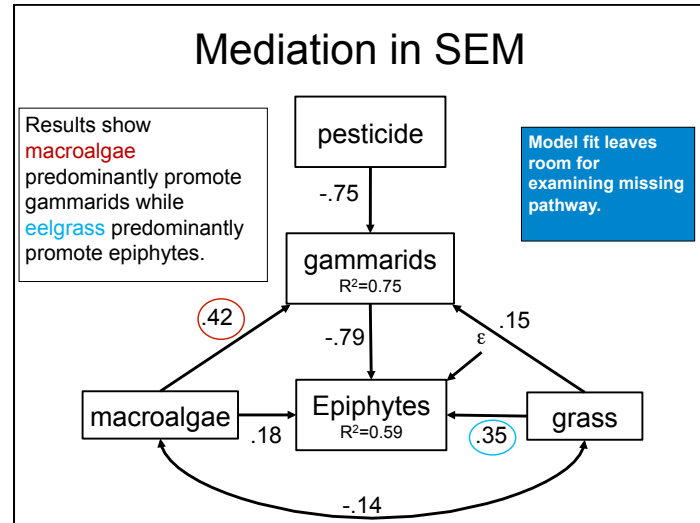 Mediation in SEM
Results show
macroalgae
predominantly promote
gammarids while
eelgrass predominantly
promote epiphytes.
pesticide
Model fit leaves
room for
examining missing
pathway.
-.75
gammarids
R²=0.75
.42
-.79
.15
ε
macroalgae
.18
Epiphytes
R²=0.59
.35
grass
-.14